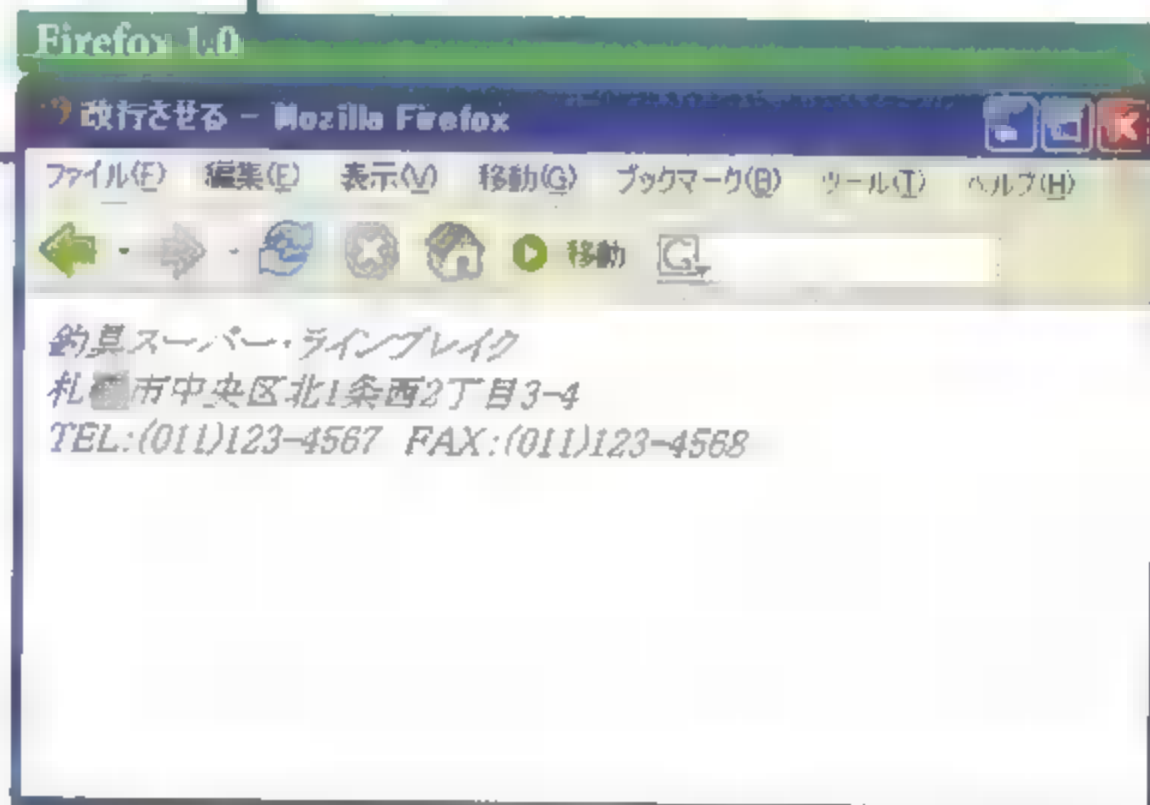 Firefox 1.0
改行させる - Mozilla Firefox
ファイル(F) 編集(E) 表示(V) 移動(G) ブックマーク(B) ツール(T) ヘルプ(H)
移動 G
釣具スーパー・ラインブレイク
札 市中央区北1条西2丁目3-4
TEL:(011)123-4567 FAX:(011)123-4568